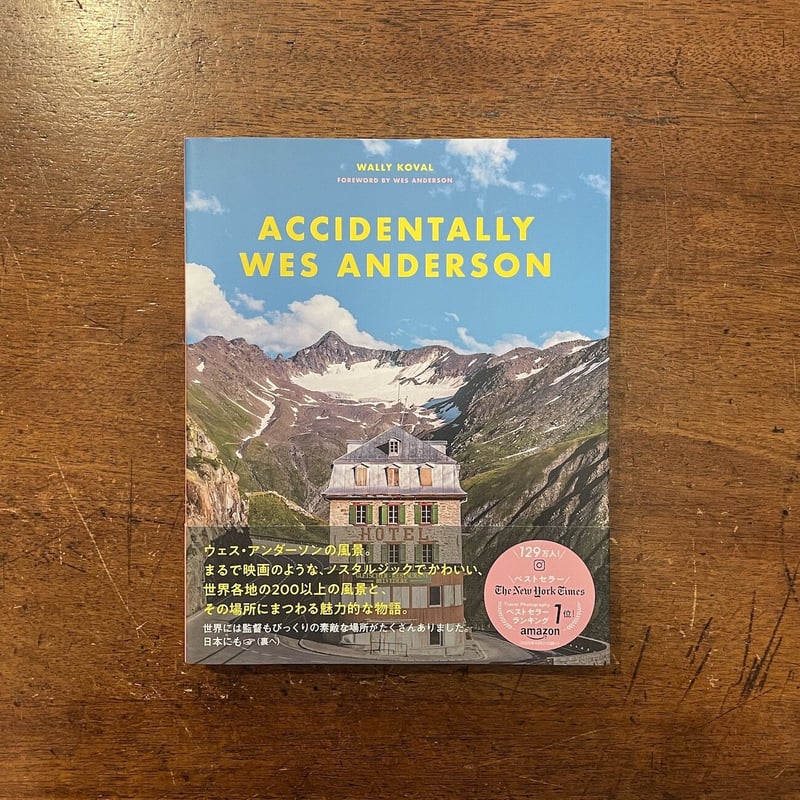 WALLY KOVAL
FOREWORD BY WES ANDERSON
ACCIDENTALLY
WES ANDERSON
HOTEL
BELVEDERE
ウェス・アンダーソンの風景。
まるで映画のような、ノスタルジックでかわいい、
世界各地の200以上の風景と、
その場所にまつわる魅力的な物語。
世界には監督もびっくりの素敵な場所がたくさんありました。
日本にも☞(裏へ)
129万人!
ベストセラー
The New York Times
Travel Photography
ベストセラー
ランキング 1位!
amazon